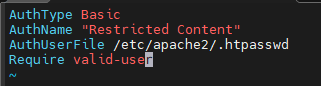 AuthType Basic
AuthName "Restricted Content"
AuthUserFile /etc/apache2/.htpasswd
Require valid-user
~